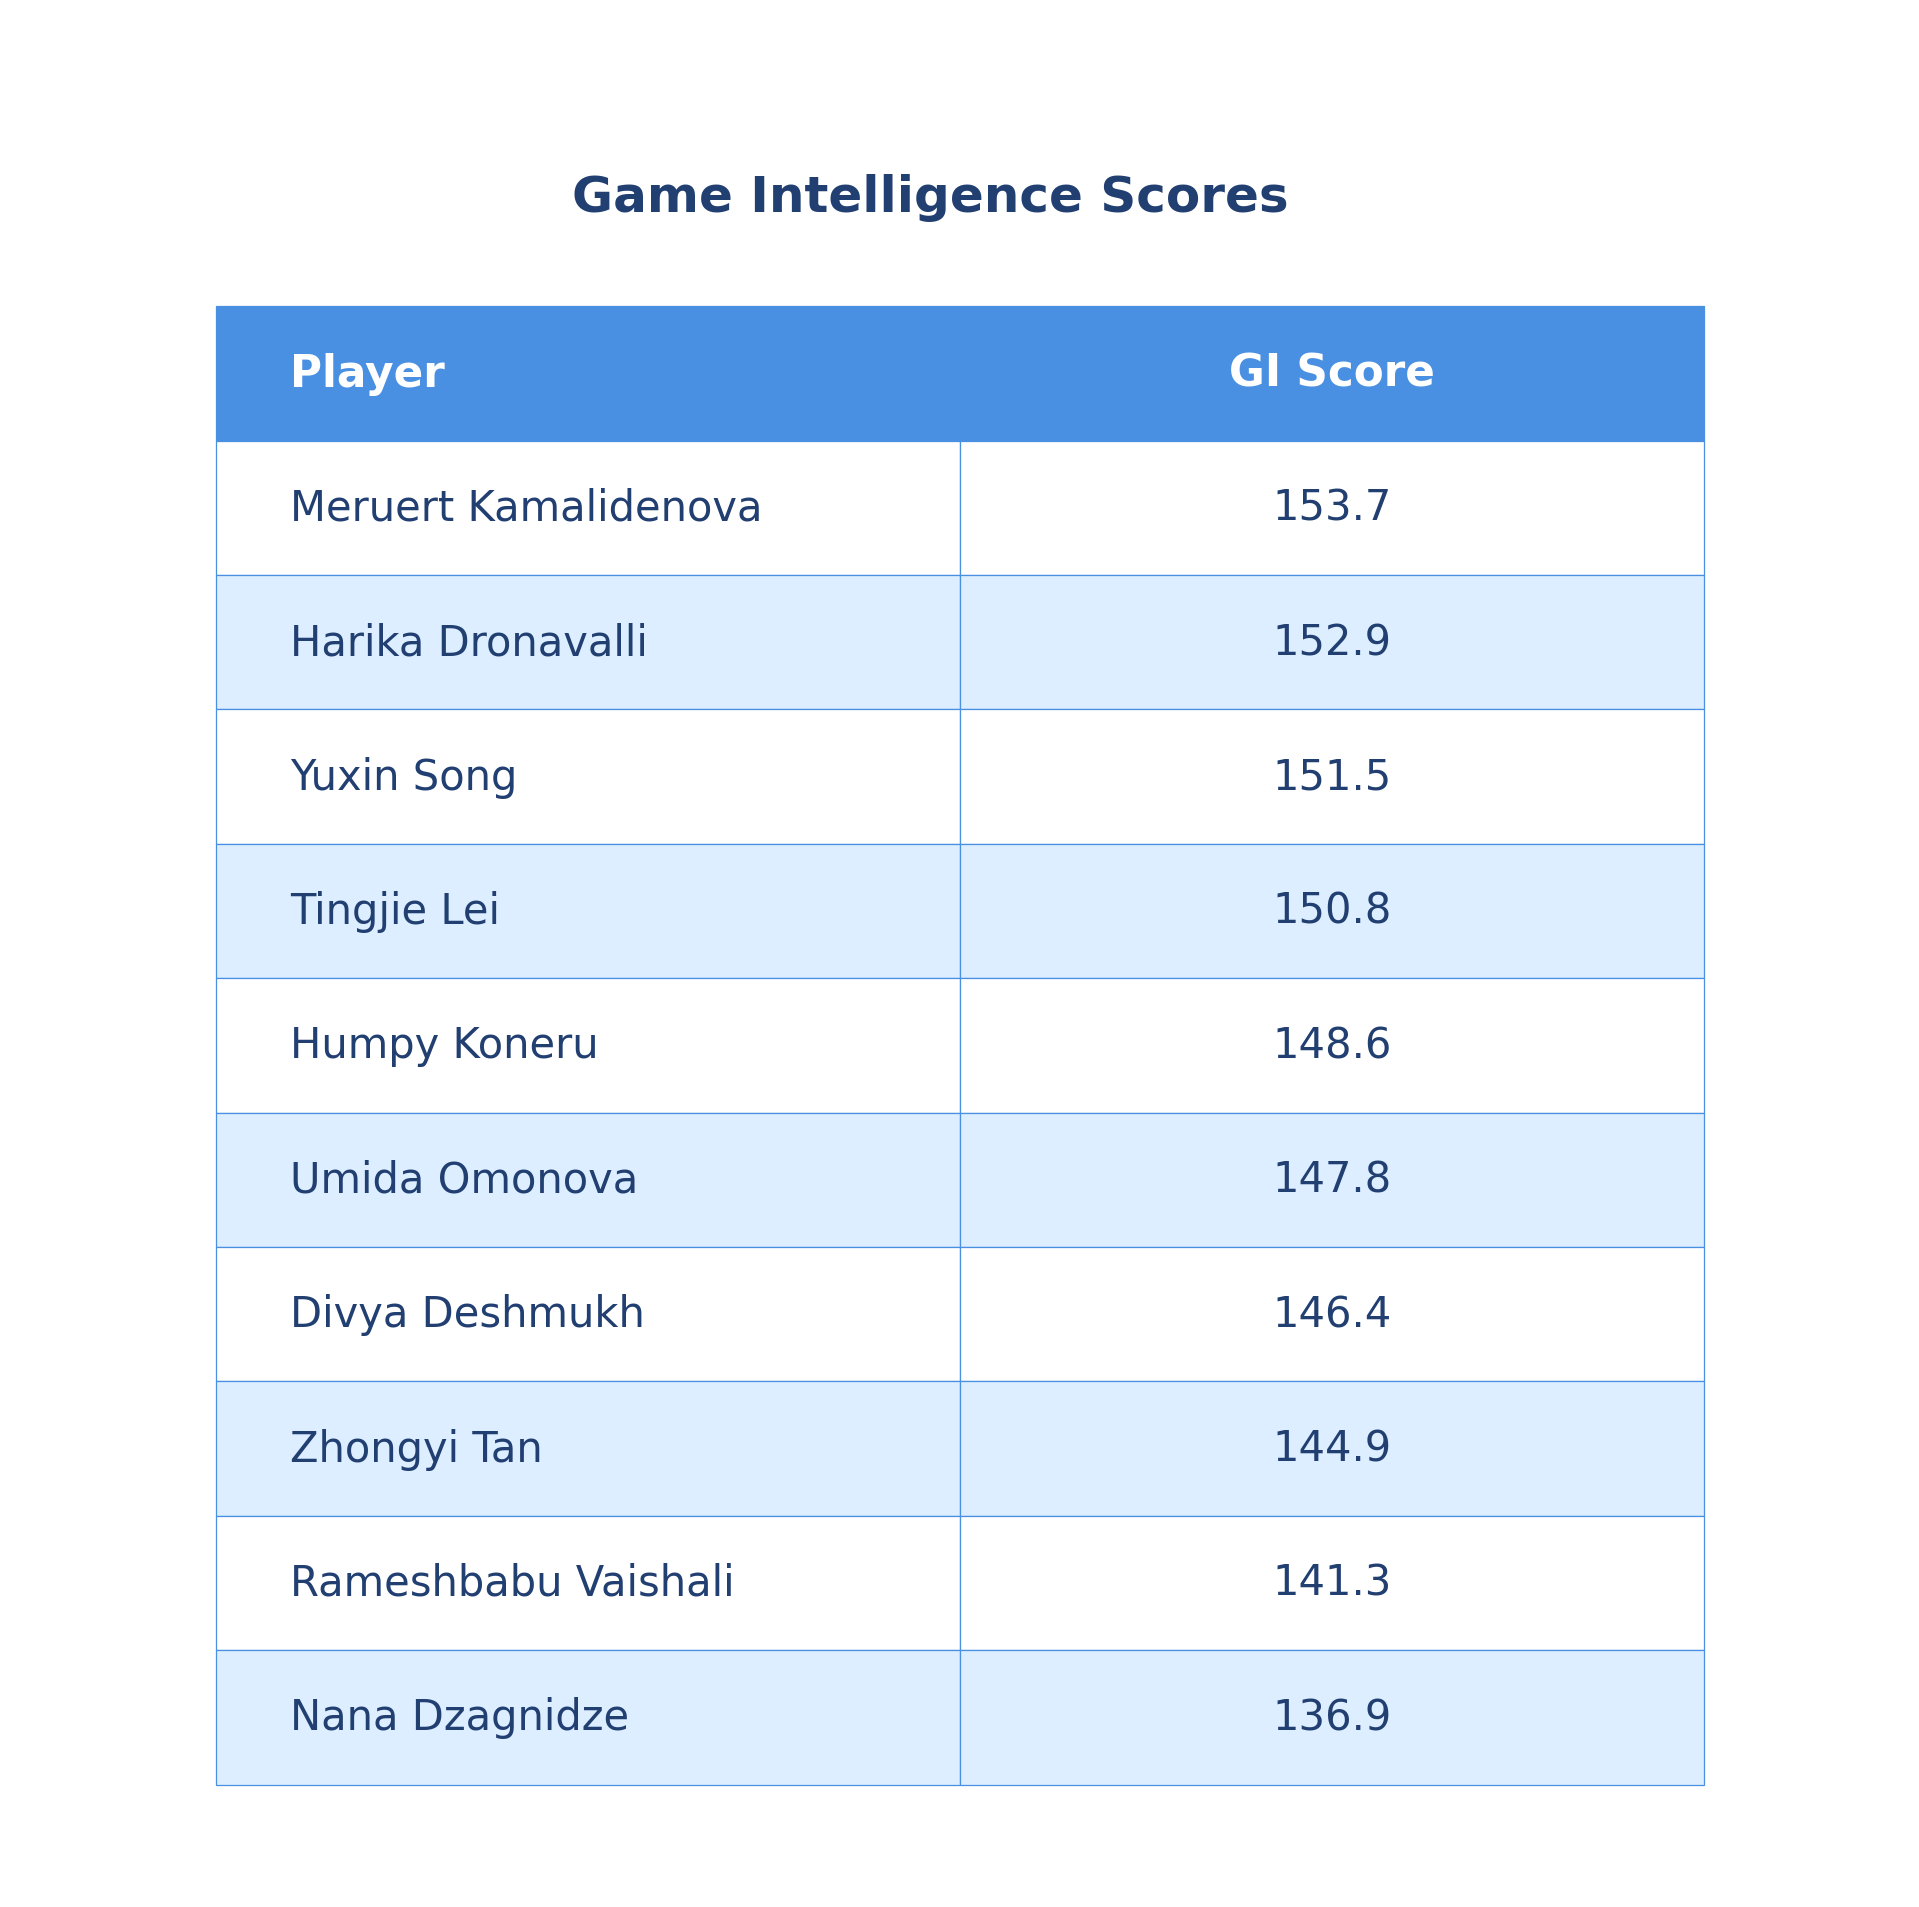 Game Intelligence Scores
Player GI Score
Meruert Kamalidenova 153.7
Harika Dronavalli 152.9
Yuxin Song 151.5
Tingjie Lei 150.8
Humpy Koneru 148.6
Umida Omonova 147.8
Divya Deshmukh 146.4
Zhongyi Tan 144.9
Rameshbabu Vaishali 141.3
Nana Dzagnidze 136.9